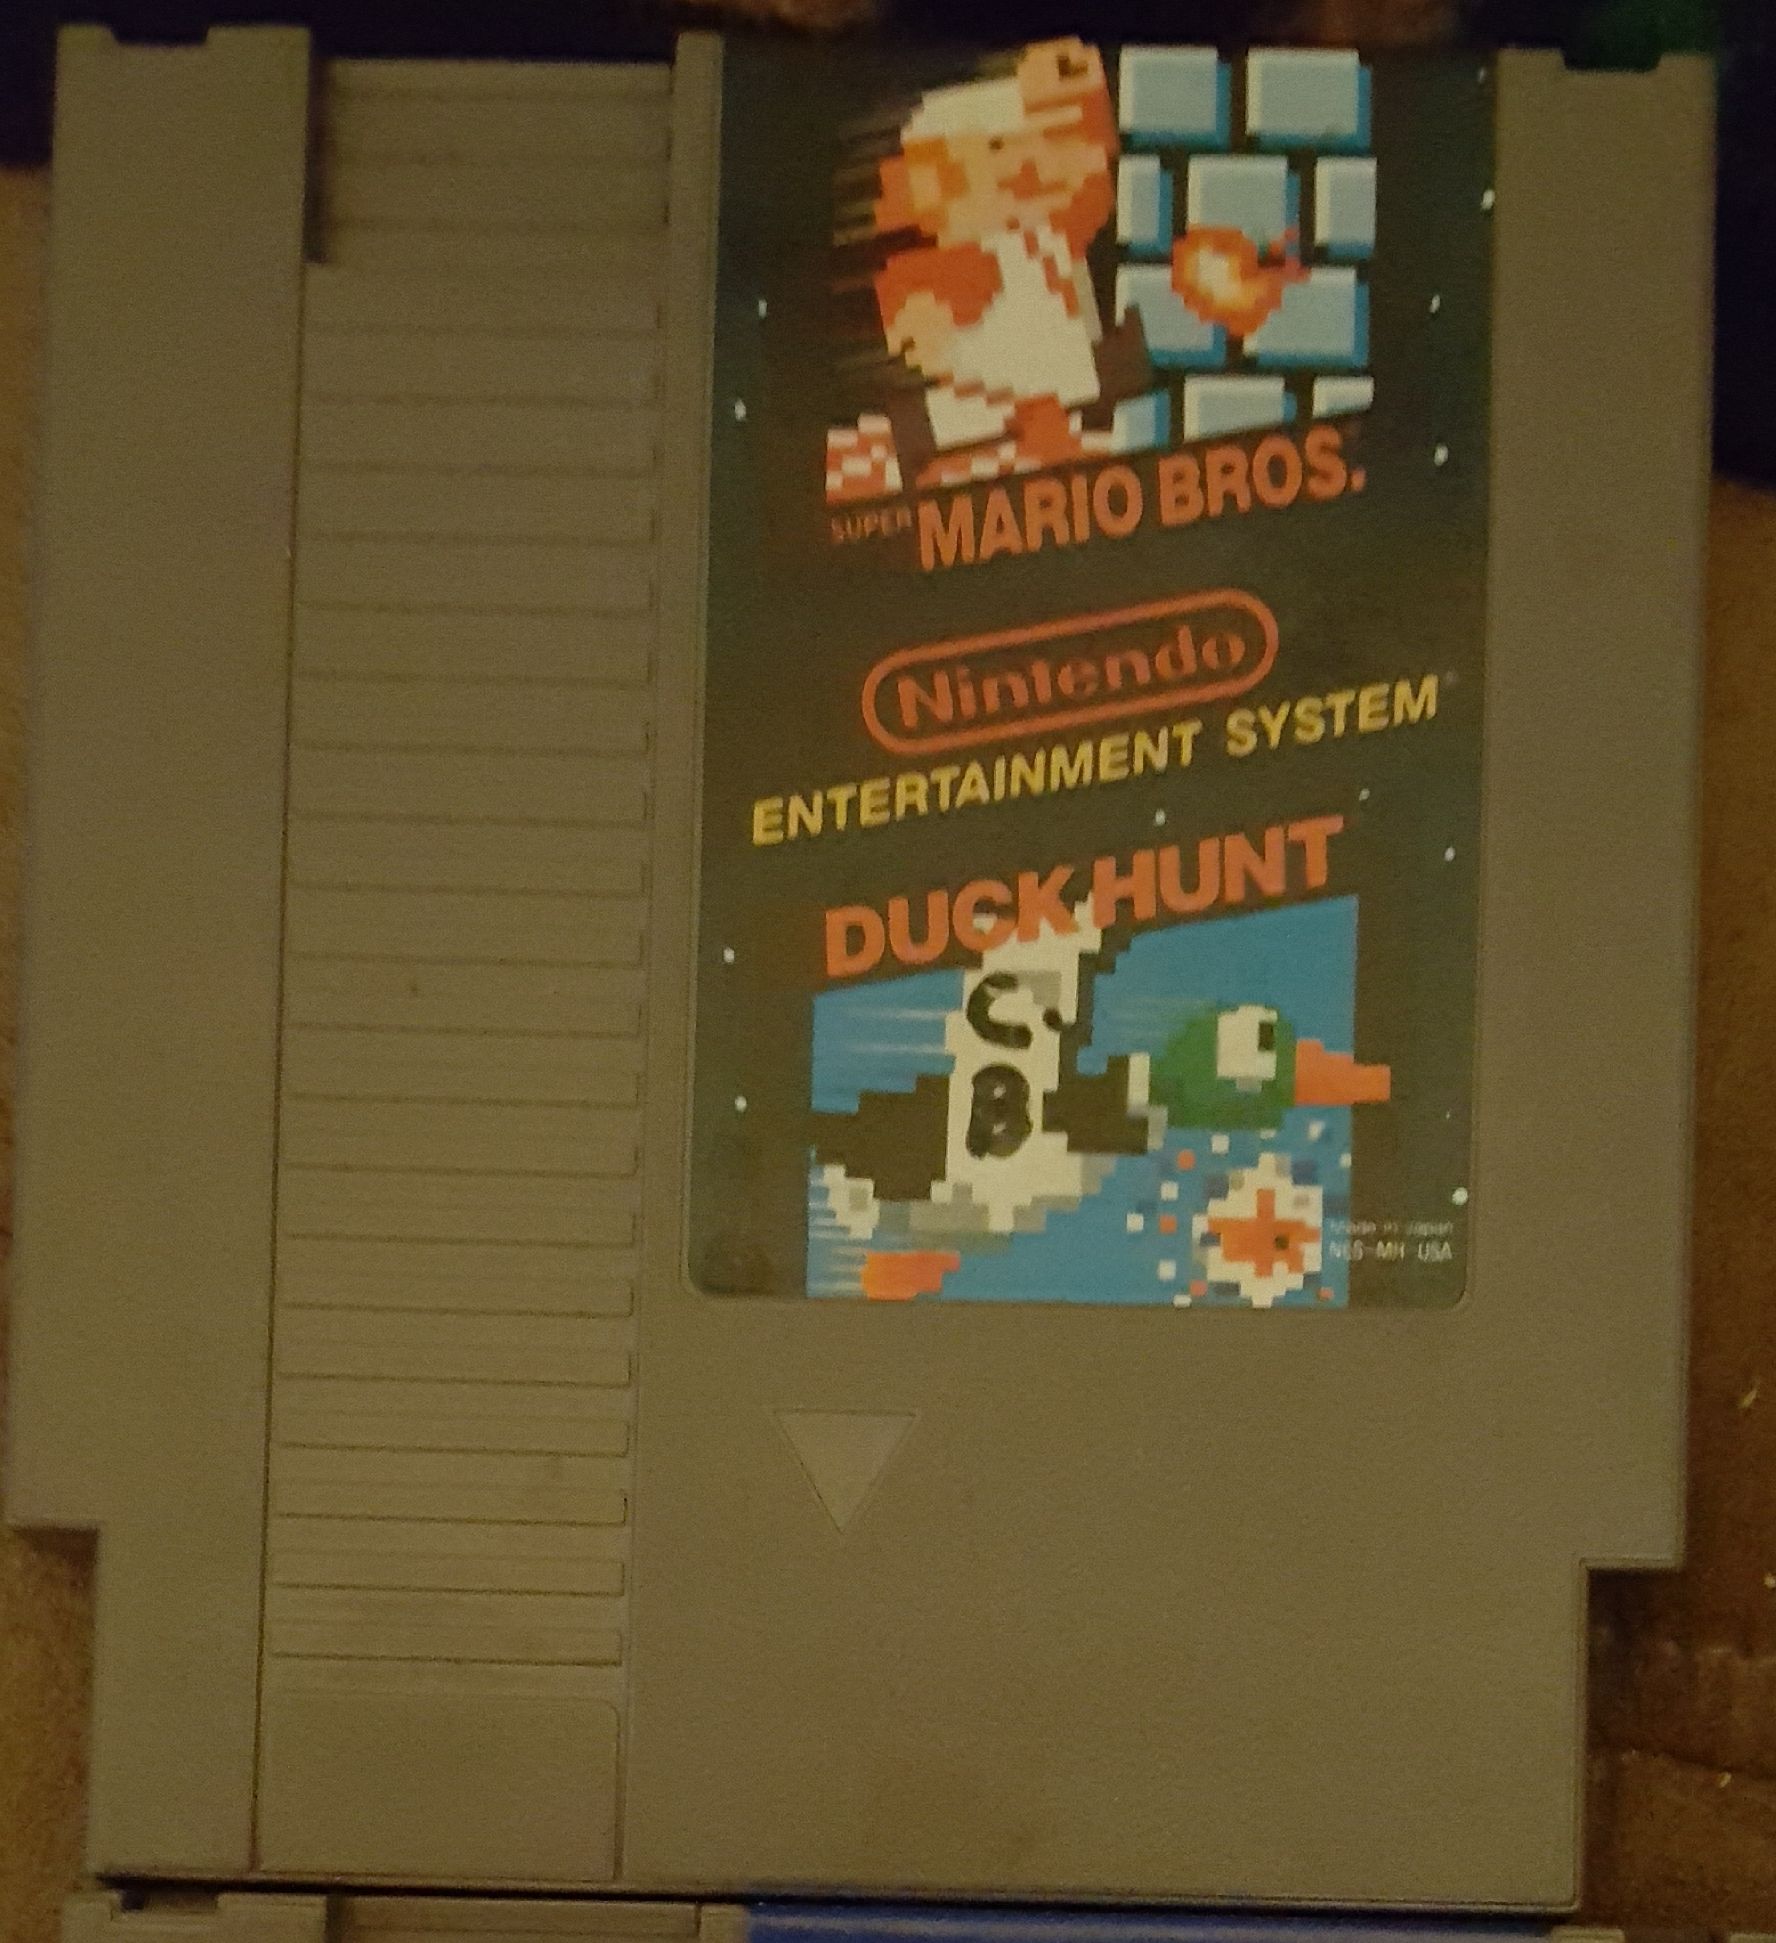 SUPER MARIO BROS.
Nintendo
ENTERTAINMENT SYSTEM
DUCK HUNT
C.
B
Made in Japan
NES-MH-USA